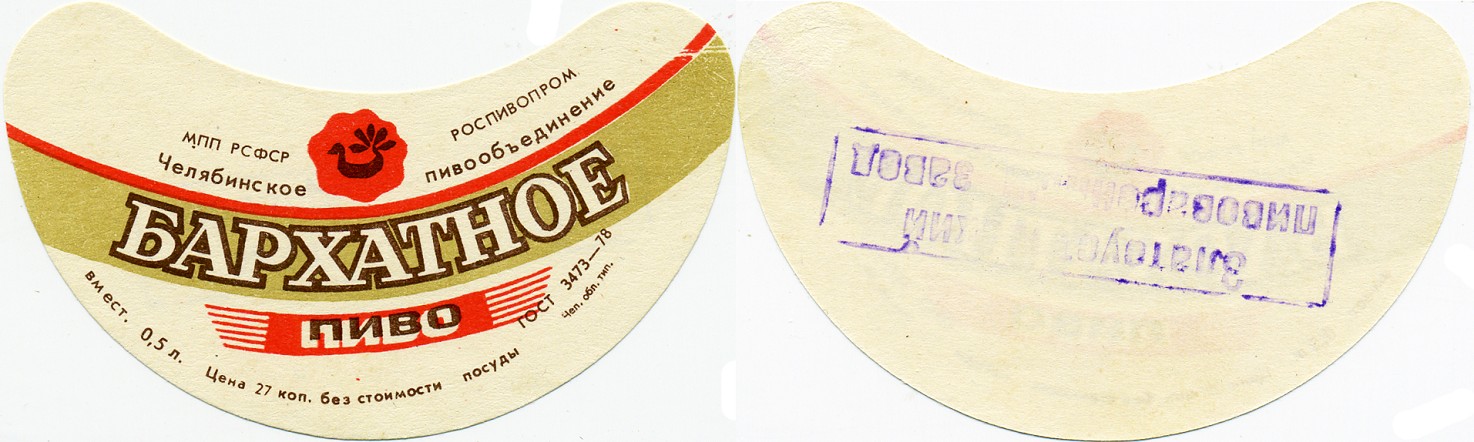 МПП РСФСР
РОСПИВОПРОМ
Челябинское пивообъединение
БАРХАТНОЕ
ПИВО
вмест. 0,5 л. Цена 27 коп. без стоимости посуды ГОСТ 3473—78
Чел. обл. тип.
Златоустовский
пивоваренный завод